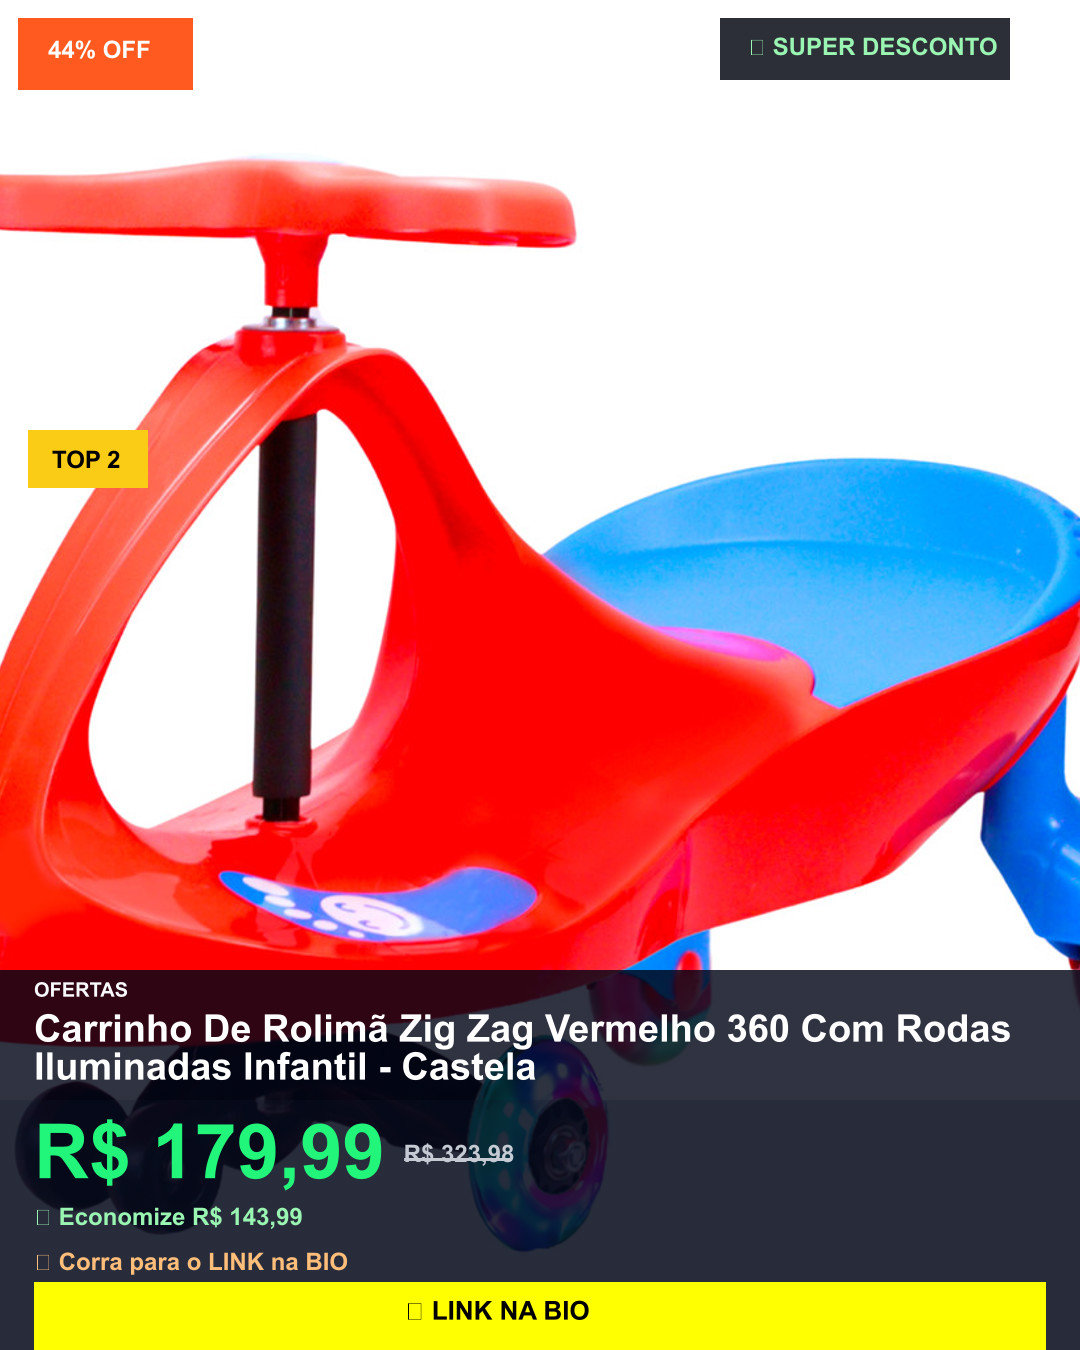 44% OFF
SUPER DESCONTO
TOP 2
OFERTAS
Carrinho De Rolimã Zig Zag Vermelho 360 Com Rodas
Iluminadas Infantil - Castela
R$ 179,99 R$ 323,98
Economize R$ 143,99
Corra para o LINK na BIO
LINK NA BIO